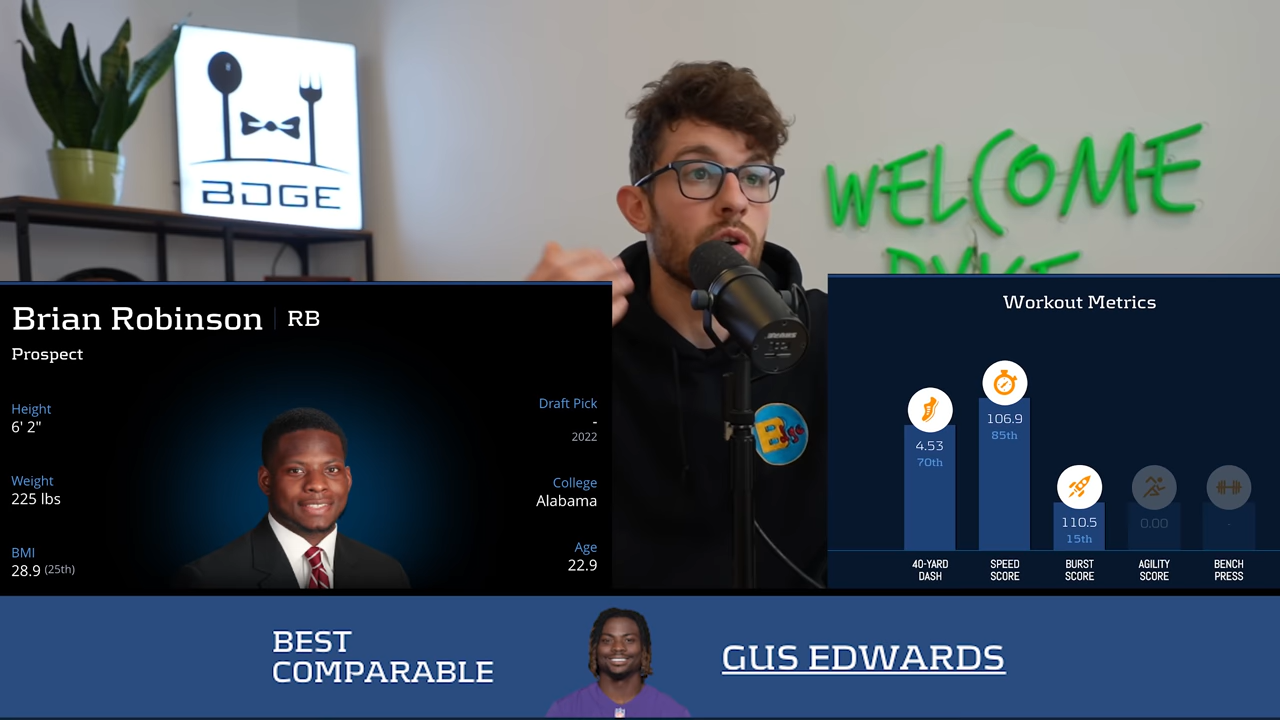 BDGE
WELCOME
Edge
Brian Robinson | RB
Prospect
Height
6' 2"
Weight
225 lbs
BMI
28.9 (25th)
Draft Pick
-
2022
College
Alabama
Age
22.9
Workout Metrics
4.53
70th
106.9
85th
110.5
15th
0.00
-
40-YARD DASH
SPEED SCORE
BURST SCORE
AGILITY SCORE
BENCH PRESS
BEST
COMPARABLE
GUS EDWARDS